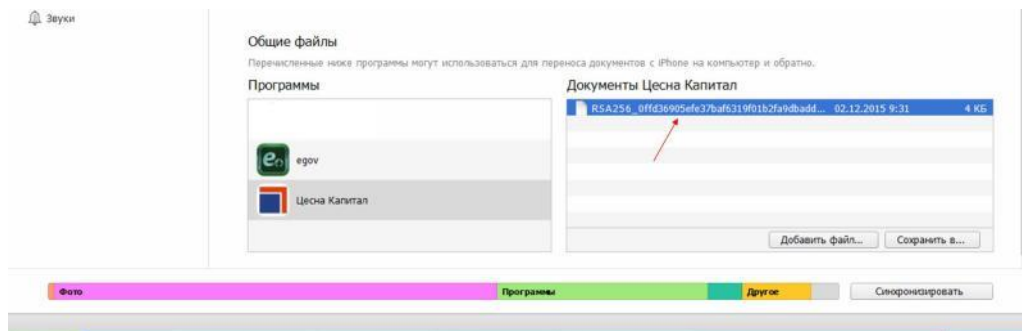 Звуки
Общие файлы
Перечисленные ниже программы могут использоваться для переноса документов с iPhone на компьютер и обратно.
Программы
Документы Цесна Капитал
RSA256_0ffd36905efe37baf6319f01b2fa9dbadd... 02.12.2015 9:31 4 КБ
egov
Цесна Капитал
Добавить файл... Сохранить в...
Фото Программы Другое Синхронизировать